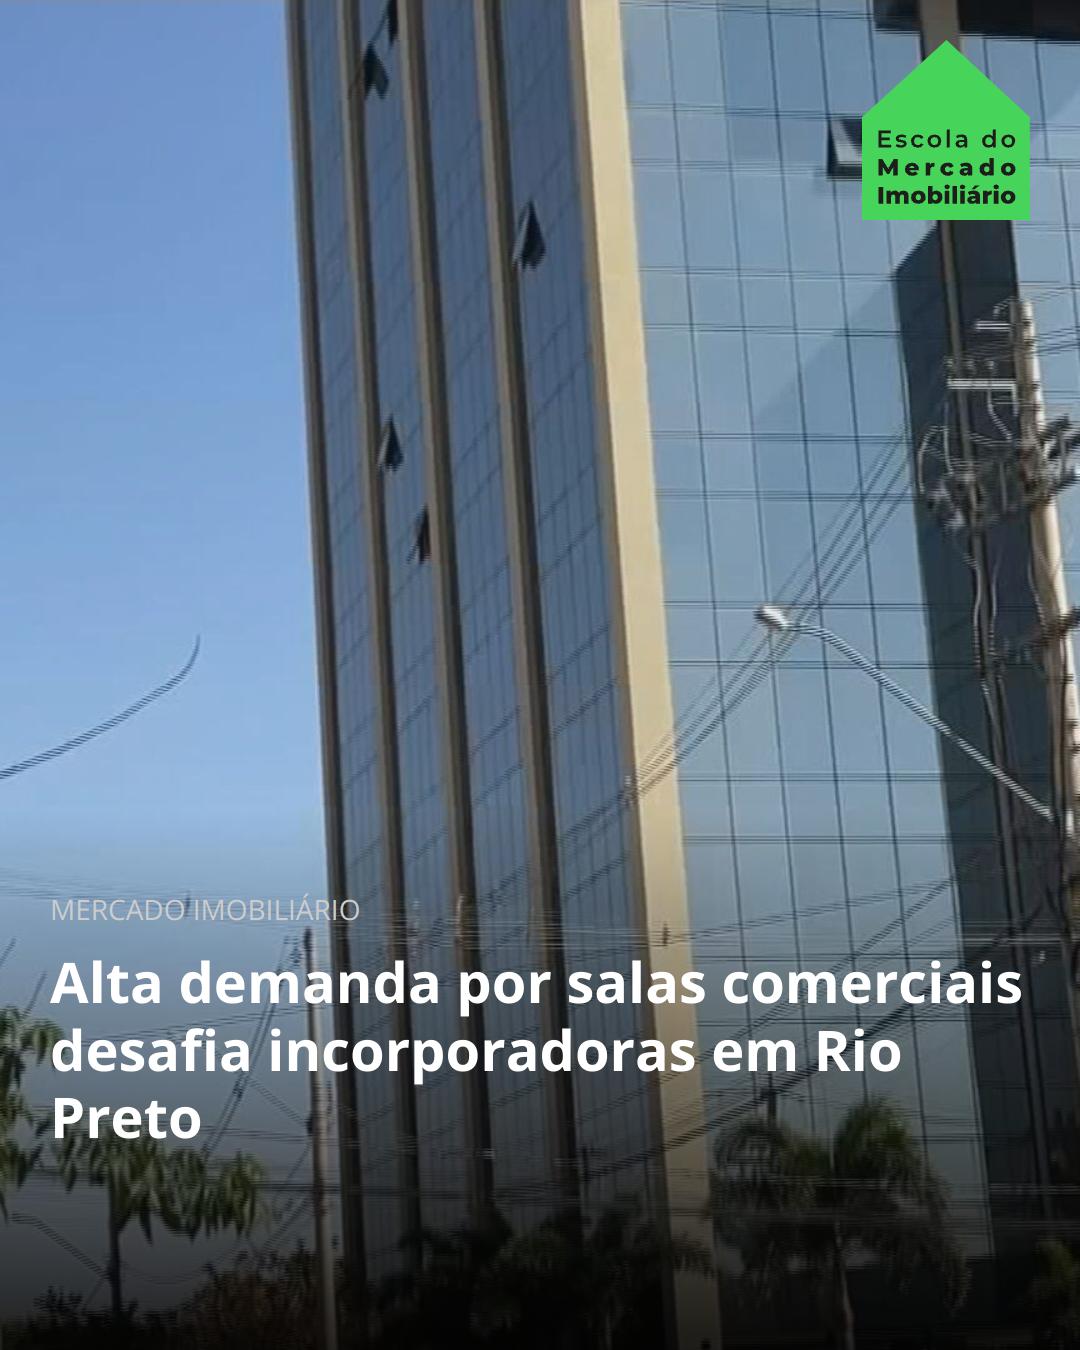 Escola do
Mercado
Imobiliário
MERCADO IMOBILIÁRIO
Alta demanda por salas comerciais
desafia incorporadoras em Rio
Preto